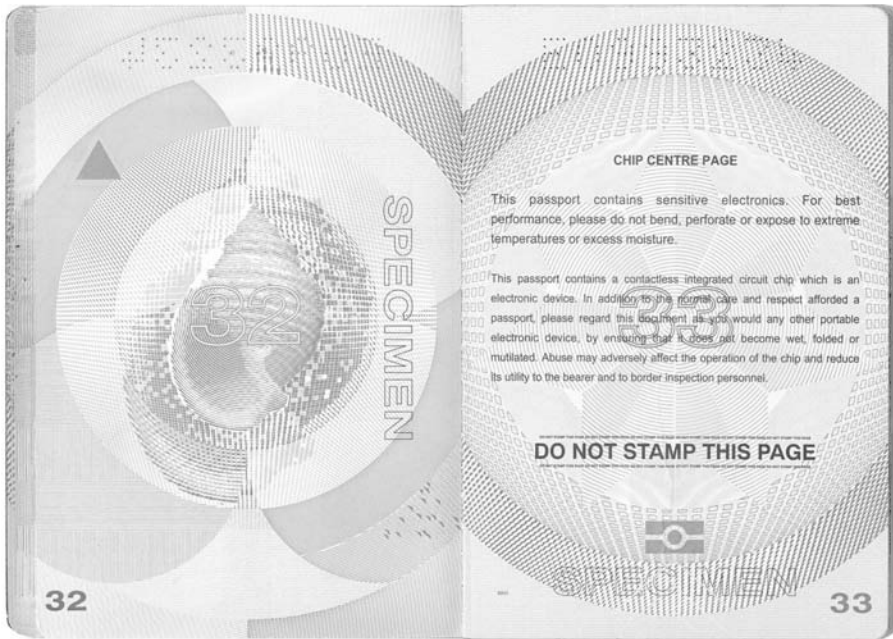 32
SPECIMEN
32
CHIP CENTRE PAGE
This passport contains sensitive electronics. For best
performance, please do not bend, perforate or expose to extreme
temperatures or excess moisture.
This passport contains a contactless integrated circuit chip which is an
electronic device. In addition to the normal care and respect afforded a
passport, please regard this document as you would any other portable
electronic device, by ensuring that it does not become wet, folded or
mutilated. Abuse may adversely affect the operation of the chip and reduce
its utility to the bearer and to border inspection personnel.
33
DO NOT STAMP THIS PAGE
SPECIMEN
33